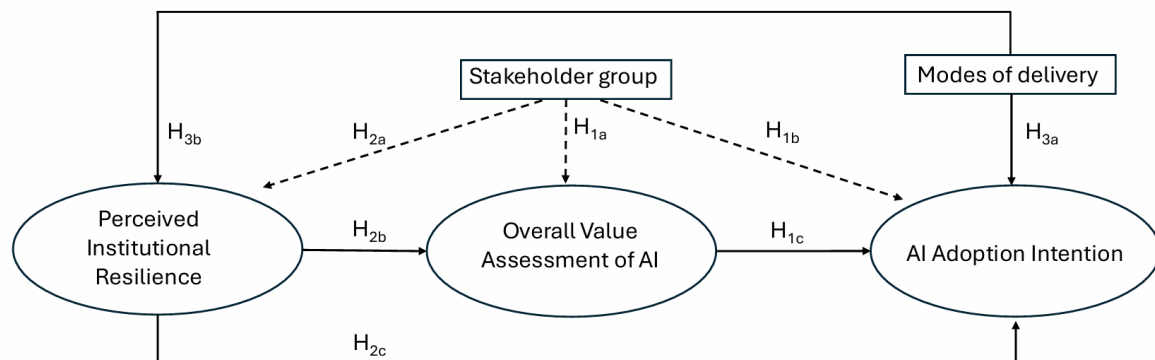 Stakeholder group
Modes of delivery
H3b
H2a
H1a
H1b
H3a
Perceived
Institutional
Resilience
H2b
Overall Value
Assessment of AI
H1c
AI Adoption Intention
H2c